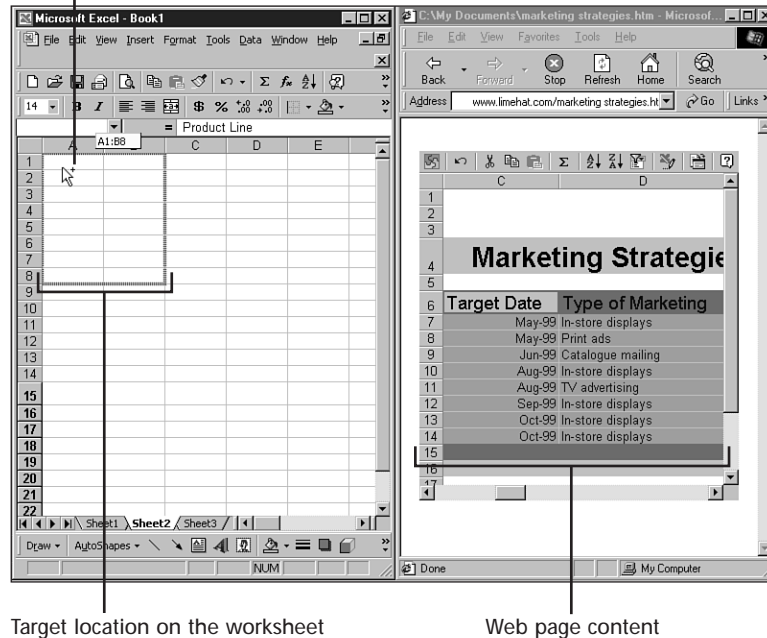 Microsoft Excel - Book1
File Edit View Insert Format Tools Data Window Help
14 B I $ % .00
= Product Line
A1:B8
A C D E
1
2
3
4
5
6
7
8
9
10
11
12
13
14
15
16
17
18
19
20
21
22
Sheet1 Sheet2 Sheet3
Draw AutoShapes
NUM
C:\My Documents\marketing strategies.htm - Microsof...
File Edit View Favorites Tools Help
Back Forward Stop Refresh Home Search
Address www.limehat.com/marketing strategies.ht Go Links
C D
1
2
3
4 Marketing Strategie
5
6 Target Date Type of Marketing
7 May-99 In-store displays
8 May-99 Print ads
9 Jun-99 Catalogue mailing
10 Aug-99 In-store displays
11 Aug-99 TV advertising
12 Sep-99 In-store displays
13 Oct-99 In-store displays
14 Oct-99 In-store displays
15
16
17
Done My Computer
Target location on the worksheet
Web page content